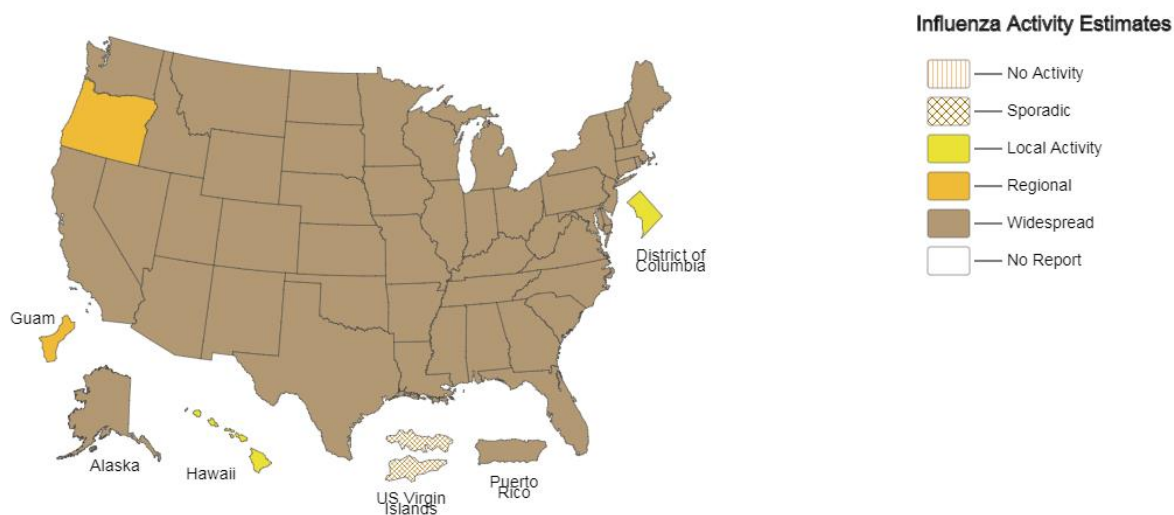 Influenza Activity Estimates
No Activity
Sporadic
Local Activity
Regional
Widespread
No Report
District of
Columbia
Guam
Alaska
Hawaii
US Virgin
Islands
Puerto
Rico